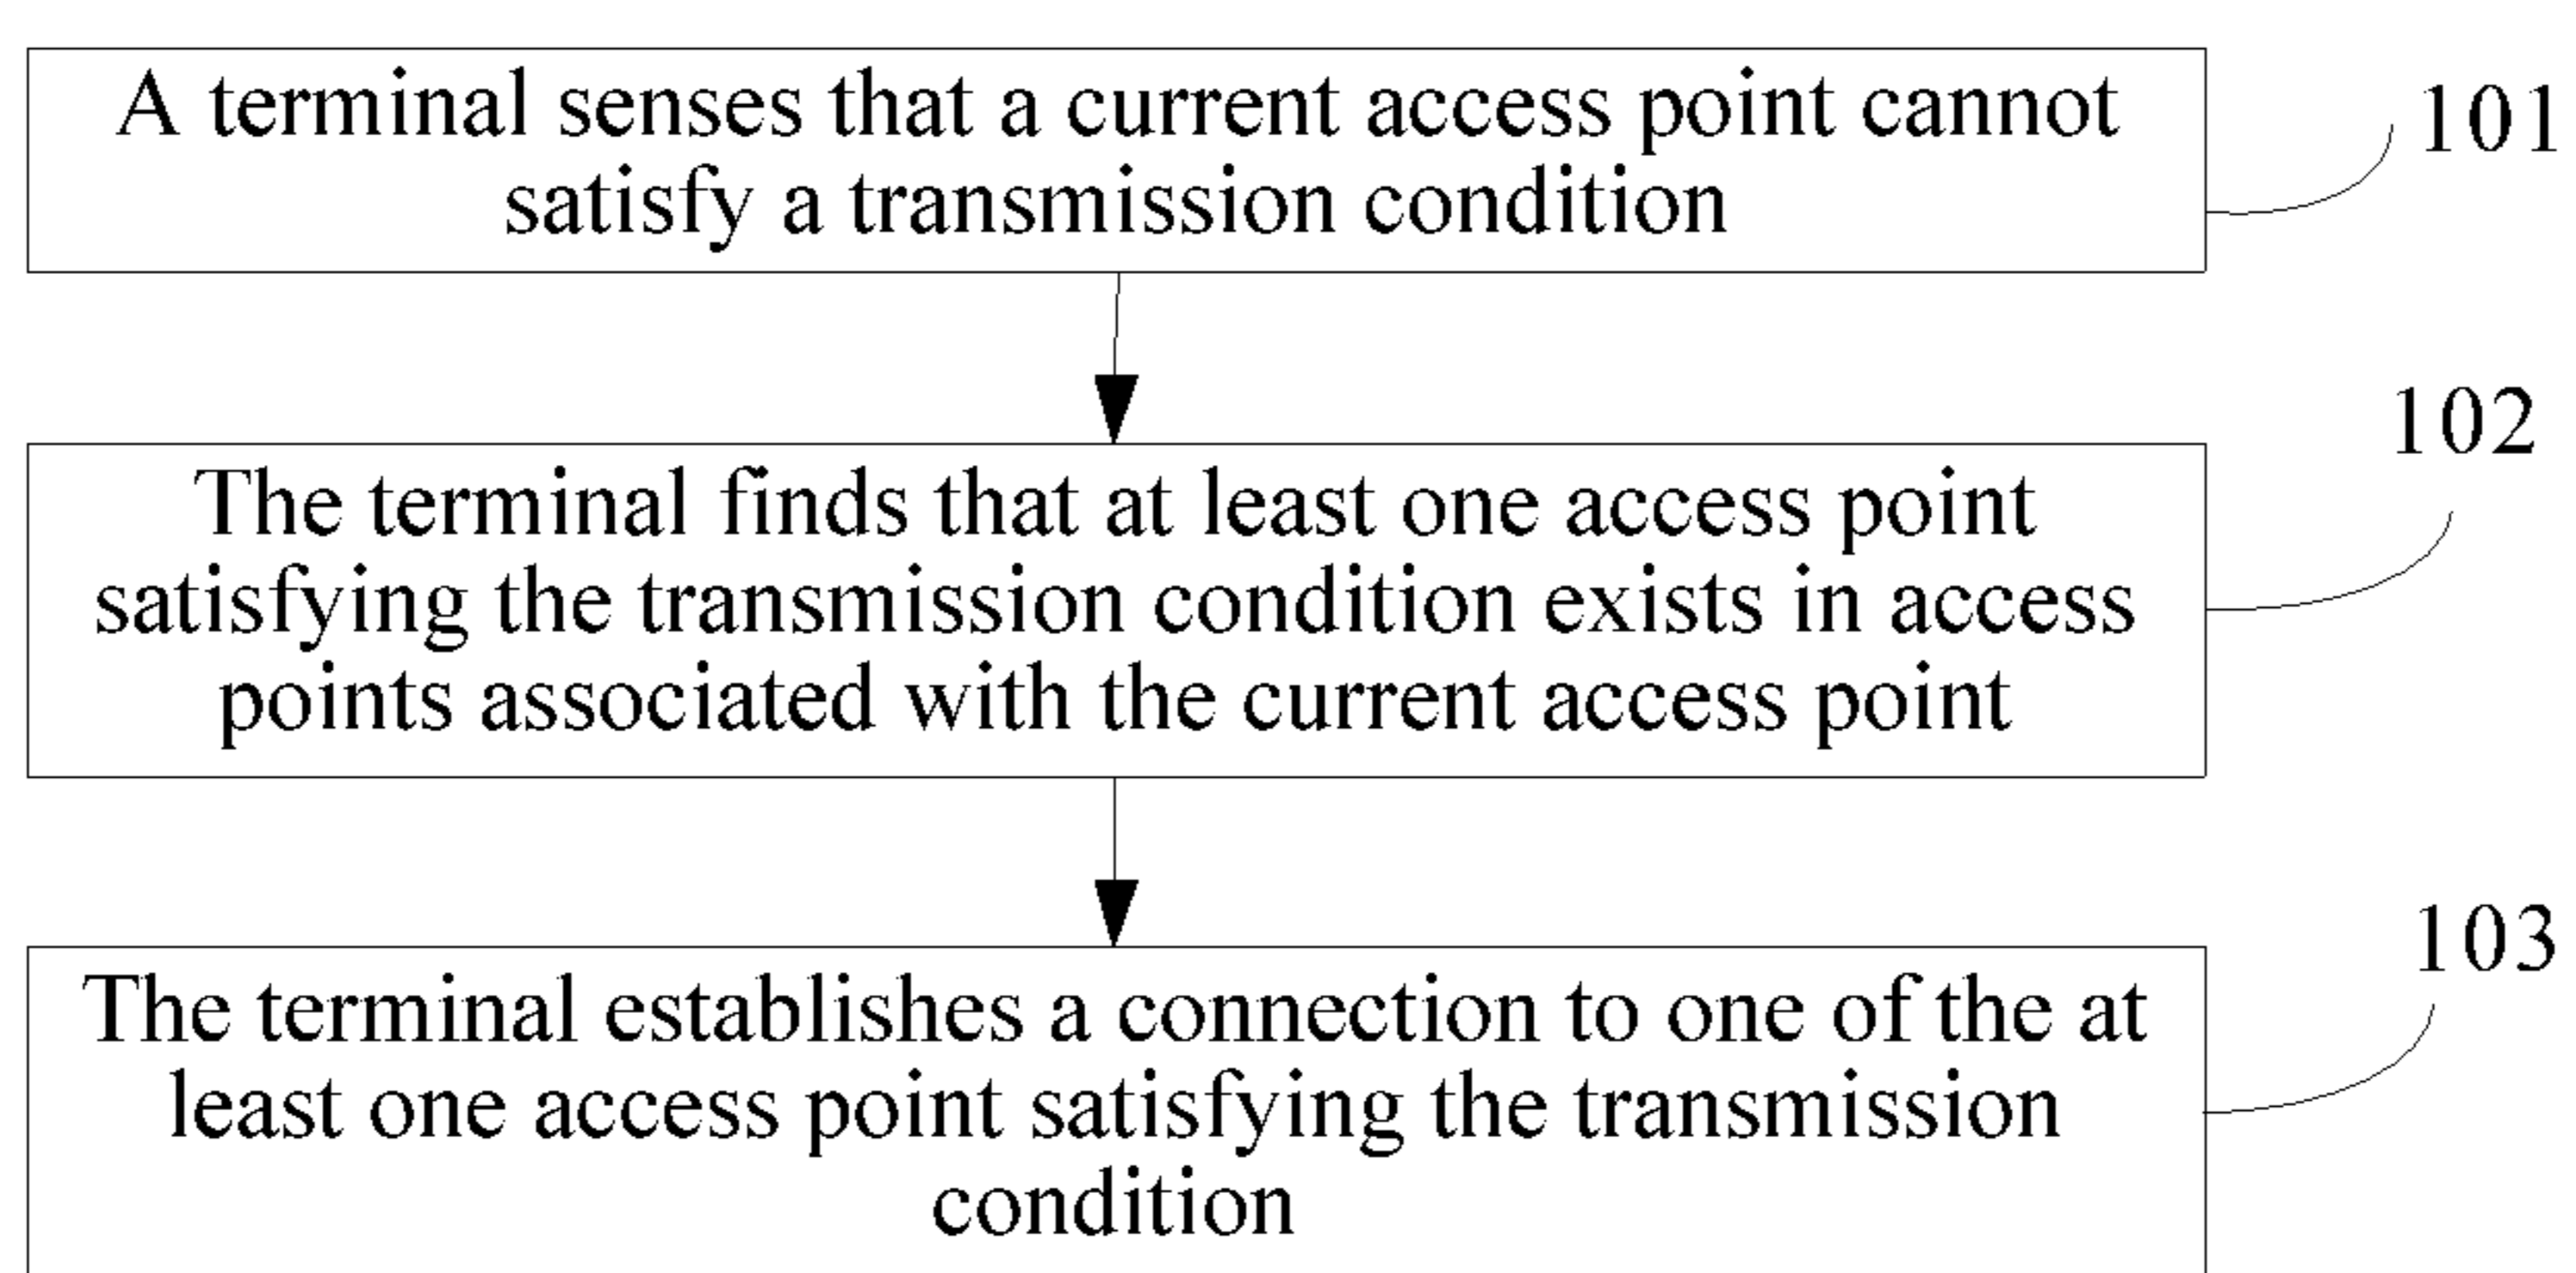 A terminal senses that a current access point cannot
satisfy a transmission condition
101
The terminal finds that at least one access point
satisfying the transmission condition exists in access
points associated with the current access point
102
The terminal establishes a connection to one of the at
least one access point satisfying the transmission
condition
103